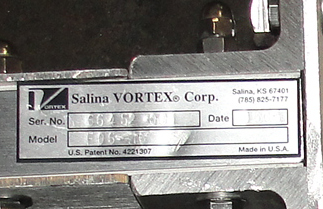 VORTEX
Salina VORTEX® Corp.
Salina, KS 67401
(785) 825-7177
Ser. No.
Date
Model
U.S. Patent No. 4221307
Made in U.S.A.